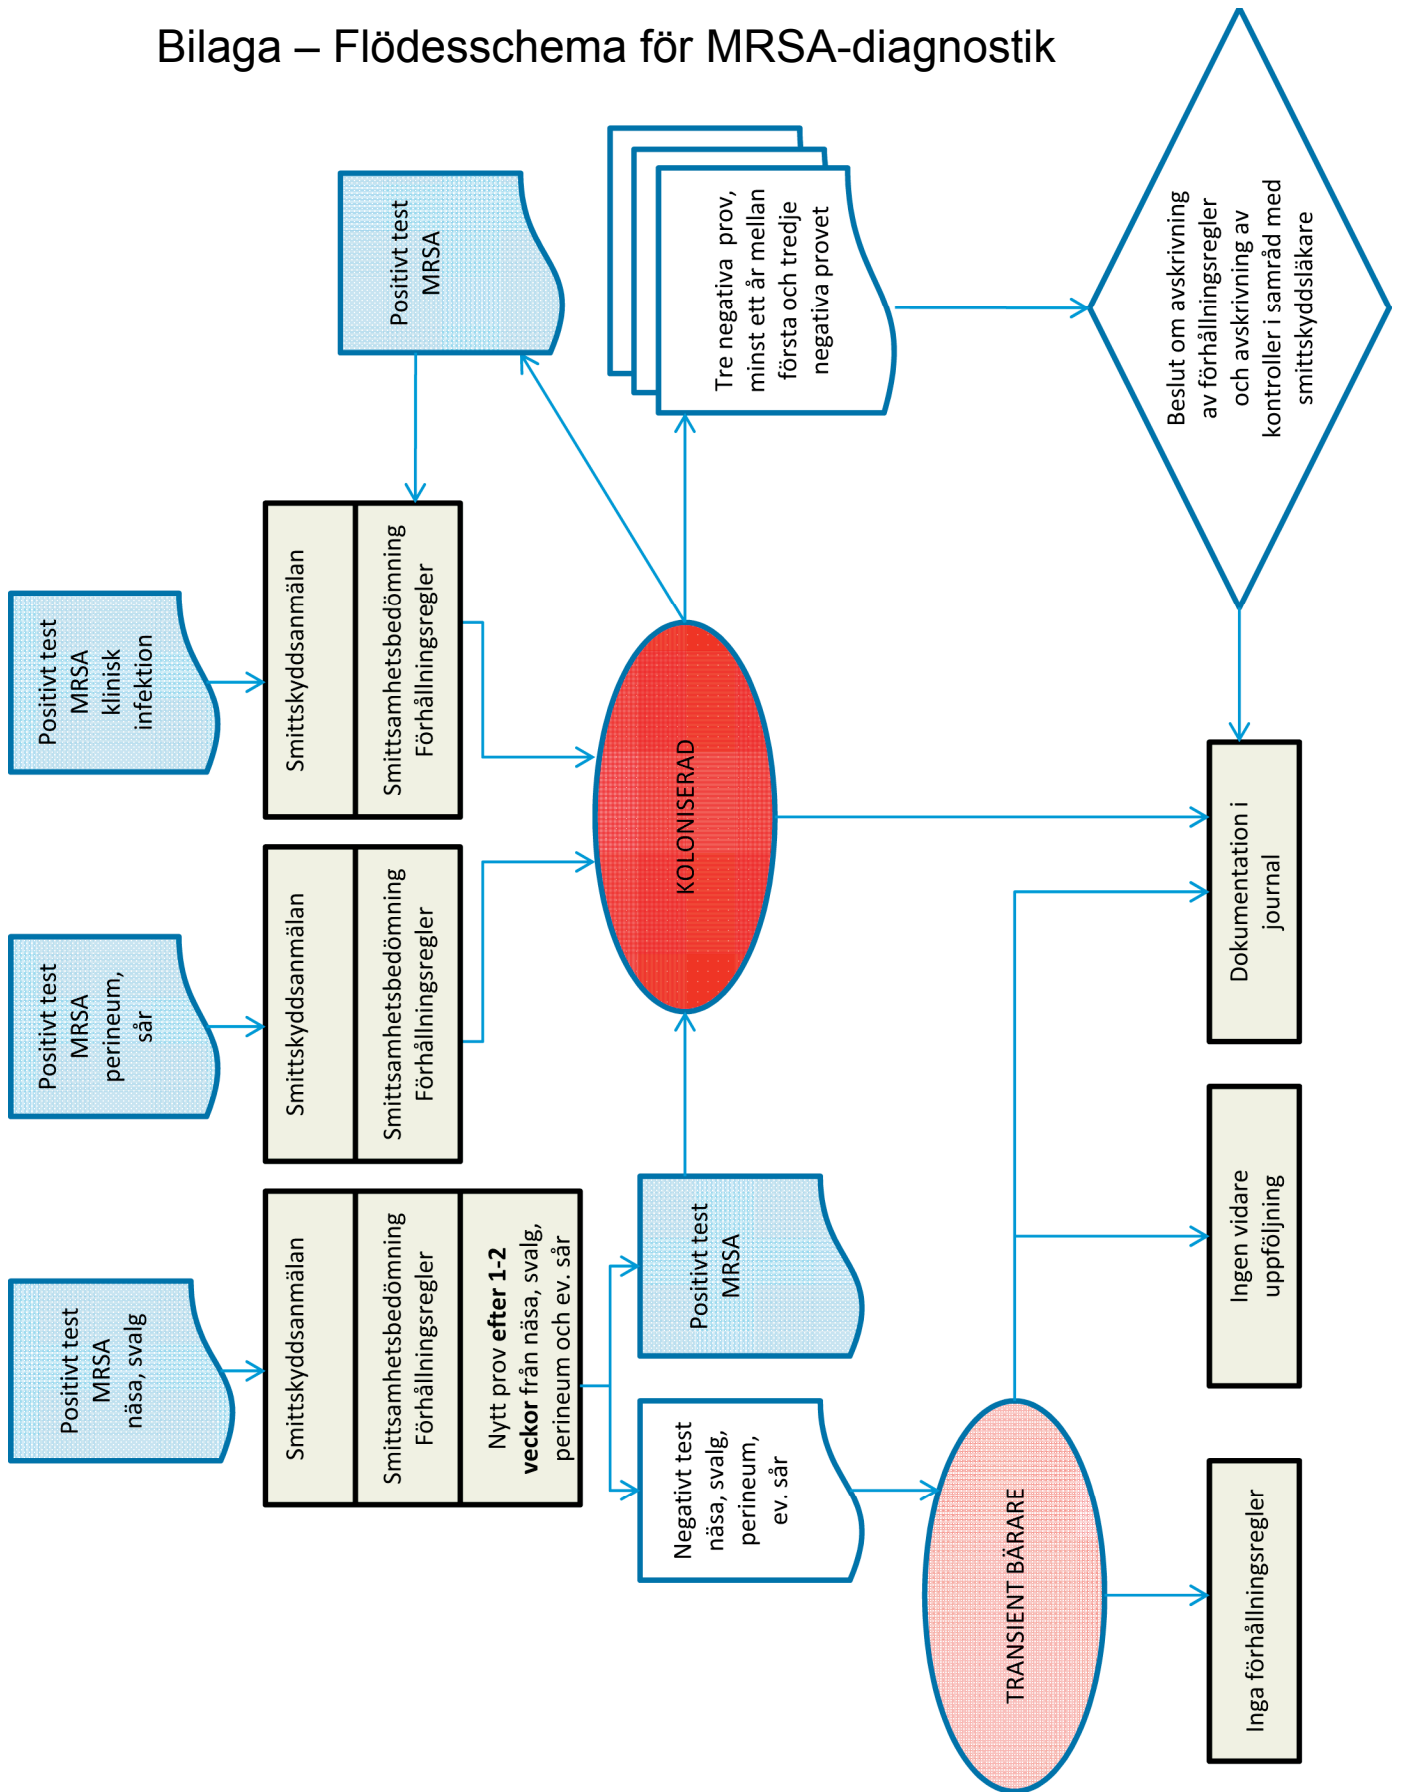 Bilaga – Flödesschema för MRSA-diagnostik
Positivt test
MRSA
näsa, svalg
Positivt test
MRSA
perineum,
sår
Positivt test
MRSA
klinisk
infektion
Smittskyddsanmälan
Smittsamhetsbedömning
Förhållningsregler
Nytt prov efter 1-2
veckor från näsa, svalg,
perineum och ev. sår
Smittskyddsanmälan
Smittsamhetsbedömning
Förhållningsregler
Smittskyddsanmälan
Smittsamhetsbedömning
Förhållningsregler
Positivt test
MRSA
Negativt test
näsa, svalg,
perineum,
ev. sår
Positivt test
MRSA
KOLONISERAD
Tre negativa prov,
minst ett år mellan
första och tredje
negativa provet
TRANSIENT BÄRARE
Inga förhållningsregler
Ingen vidare
uppföljning
Dokumentation i
journal
Beslut om avskrivning
av förhållningsregler
och avskrivning av
kontroller i samråd med
smittskyddsläkare